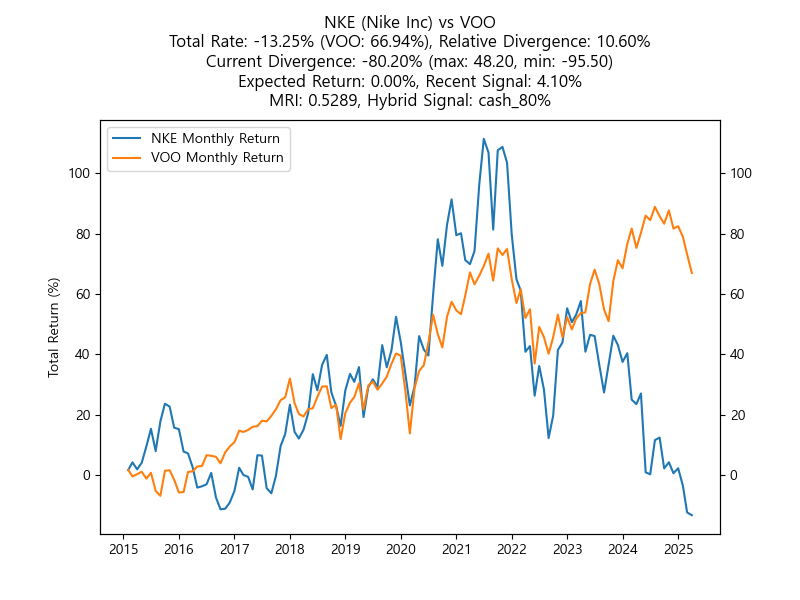 NKE (Nike Inc) vs VOO
Total Rate: -13.25% (VOO: 66.94%), Relative Divergence: 10.60%
Current Divergence: -80.20% (max: 48.20, min: -95.50)
Expected Return: 0.00%, Recent Signal: 4.10%
MRI: 0.5289, Hybrid Signal: cash_80%
NKE Monthly Return
VOO Monthly Return
Total Return (%)
100
80
60
40
20
0
100
80
60
40
20
0
2015 2016 2017 2018 2019 2020 2021 2022 2023 2024 2025